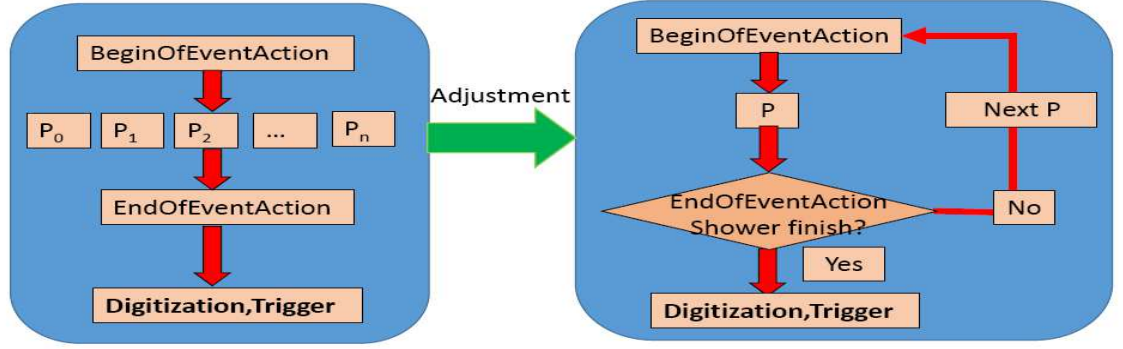 BeginOfEventAction
P₀ P₁ P₂ ... Pₙ
EndOfEventAction
Digitization,Trigger
Adjustment
BeginOfEventAction
P
Next P
EndOfEventAction
Shower finish?
No
Yes
Digitization,Trigger